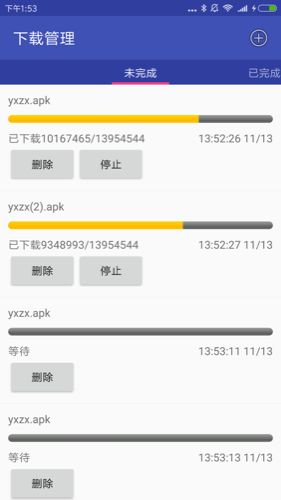 下午1:53
下载管理
未完成 已完成
yxzx.apk
已下载10167465/13954544 13:52:26 11/13
删除 停止
yxzx(2).apk
已下载9348993/13954544 13:52:27 11/13
删除 停止
yxzx.apk
等待 13:53:11 11/13
删除
yxzx.apk
等待 13:53:13 11/13
删除